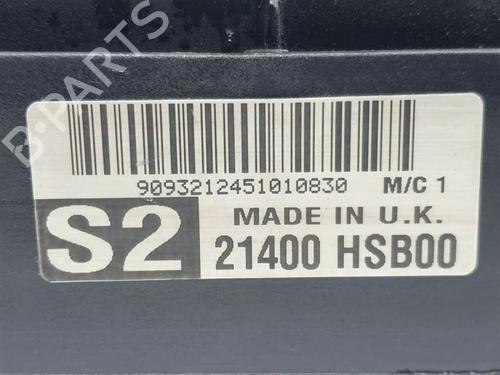 B-PARTS
9093212451010830 M/C 1
S2
MADE IN U.K.
21400 HSB00